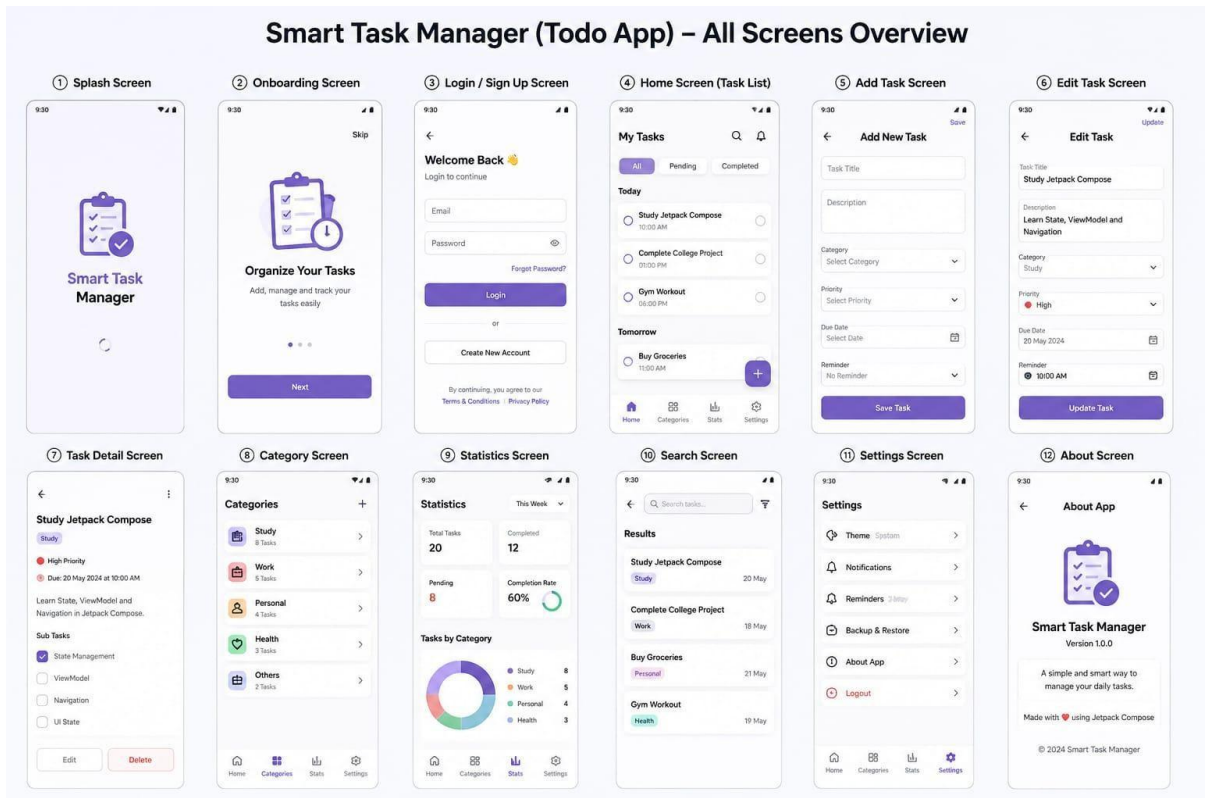 Smart Task Manager (Todo App) – All Screens Overview
1 Splash Screen
9:30
Smart Task
Manager
2 Onboarding Screen
9:30
Skip
Organize Your Tasks
Add, manage and track your
tasks easily
Next
3 Login / Sign Up Screen
9:30
Welcome Back 👋
Login to continue
Email
Password
Forgot Password?
Login
or
Create New Account
By continuing, you agree to our
Terms & Conditions | Privacy Policy
4 Home Screen (Task List)
9:30
My Tasks
All Pending Completed
Today
Study Jetpack Compose
10:00 AM
Complete College Project
01:00 PM
Gym Workout
06:00 PM
Tomorrow
Buy Groceries
11:00 AM
+
Home Categories Stats Settings
5 Add Task Screen
9:30
Save
Add New Task
Task Title
Description
Category
Select Category
Priority
Select Priority
Due Date
Select Date
Reminder
No Reminder
Save Task
6 Edit Task Screen
9:30
Update
Edit Task
Task Title
Study Jetpack Compose
Description
Learn State, ViewModel and
Navigation
Category
Study
Priority
High
Due Date
20 May 2024
Reminder
10:00 AM
Update Task
7 Task Detail Screen
Study Jetpack Compose
Study
High Priority
Due: 20 May 2024 at 10:00 AM
Learn State, ViewModel and
Navigation in Jetpack Compose.
Sub Tasks
State Management
ViewModel
Navigation
UI State
Edit Delete
8 Category Screen
9:30
Categories +
Study
8 Tasks
Work
5 Tasks
Personal
4 Tasks
Health
3 Tasks
Others
2 Tasks
Home Categories Stats Settings
9 Statistics Screen
9:30
Statistics This Week
Total Tasks
20
Completed
12
Pending
8
Completion Rate
60%
Tasks by Category
Study 8
Work 5
Personal 4
Health 3
Home Categories Stats Settings
10 Search Screen
9:30
Search tasks...
Results
Study Jetpack Compose
Study 20 May
Complete College Project
Work 18 May
Buy Groceries
Personal 21 May
Gym Workout
Health 19 May
11 Settings Screen
9:30
Settings
Theme
Notifications
Reminders
Backup & Restore
About App
Logout
Home Categories Stats Settings
12 About Screen
9:30
About App
Smart Task Manager
Version 1.0.0
A simple and smart way to
manage your daily tasks.
Made with ❤️ using Jetpack Compose
© 2024 Smart Task Manager